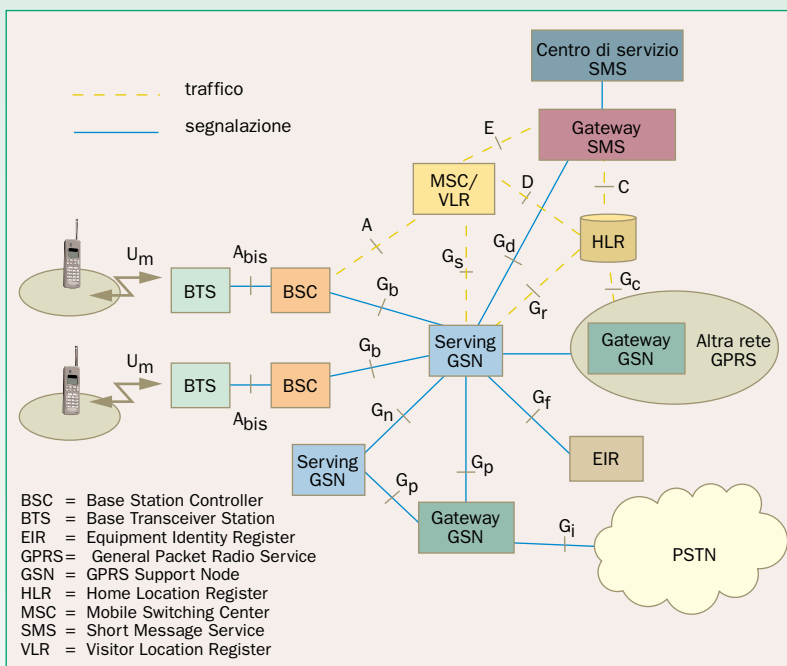 Centro di servizio
SMS
traffico
segnalazione
E
Gateway
SMS
MSC/
VLR
D
C
A
HLR
Um
Abis
Gs
Gd
BTS
BSC
Gb
Gr
Gc
Serving
GSN
Gateway
GSN
Altra rete
GPRS
Um
Gb
BTS
BSC
Abis
Gn
Gf
Serving
GSN
Gp
Gp
EIR
Gateway
GSN
Gi
PSTN
BSC = Base Station Controller
BTS = Base Transceiver Station
EIR = Equipment Identity Register
GPRS= General Packet Radio Service
GSN = GPRS Support Node
HLR = Home Location Register
MSC = Mobile Switching Center
SMS = Short Message Service
VLR = Visitor Location Register